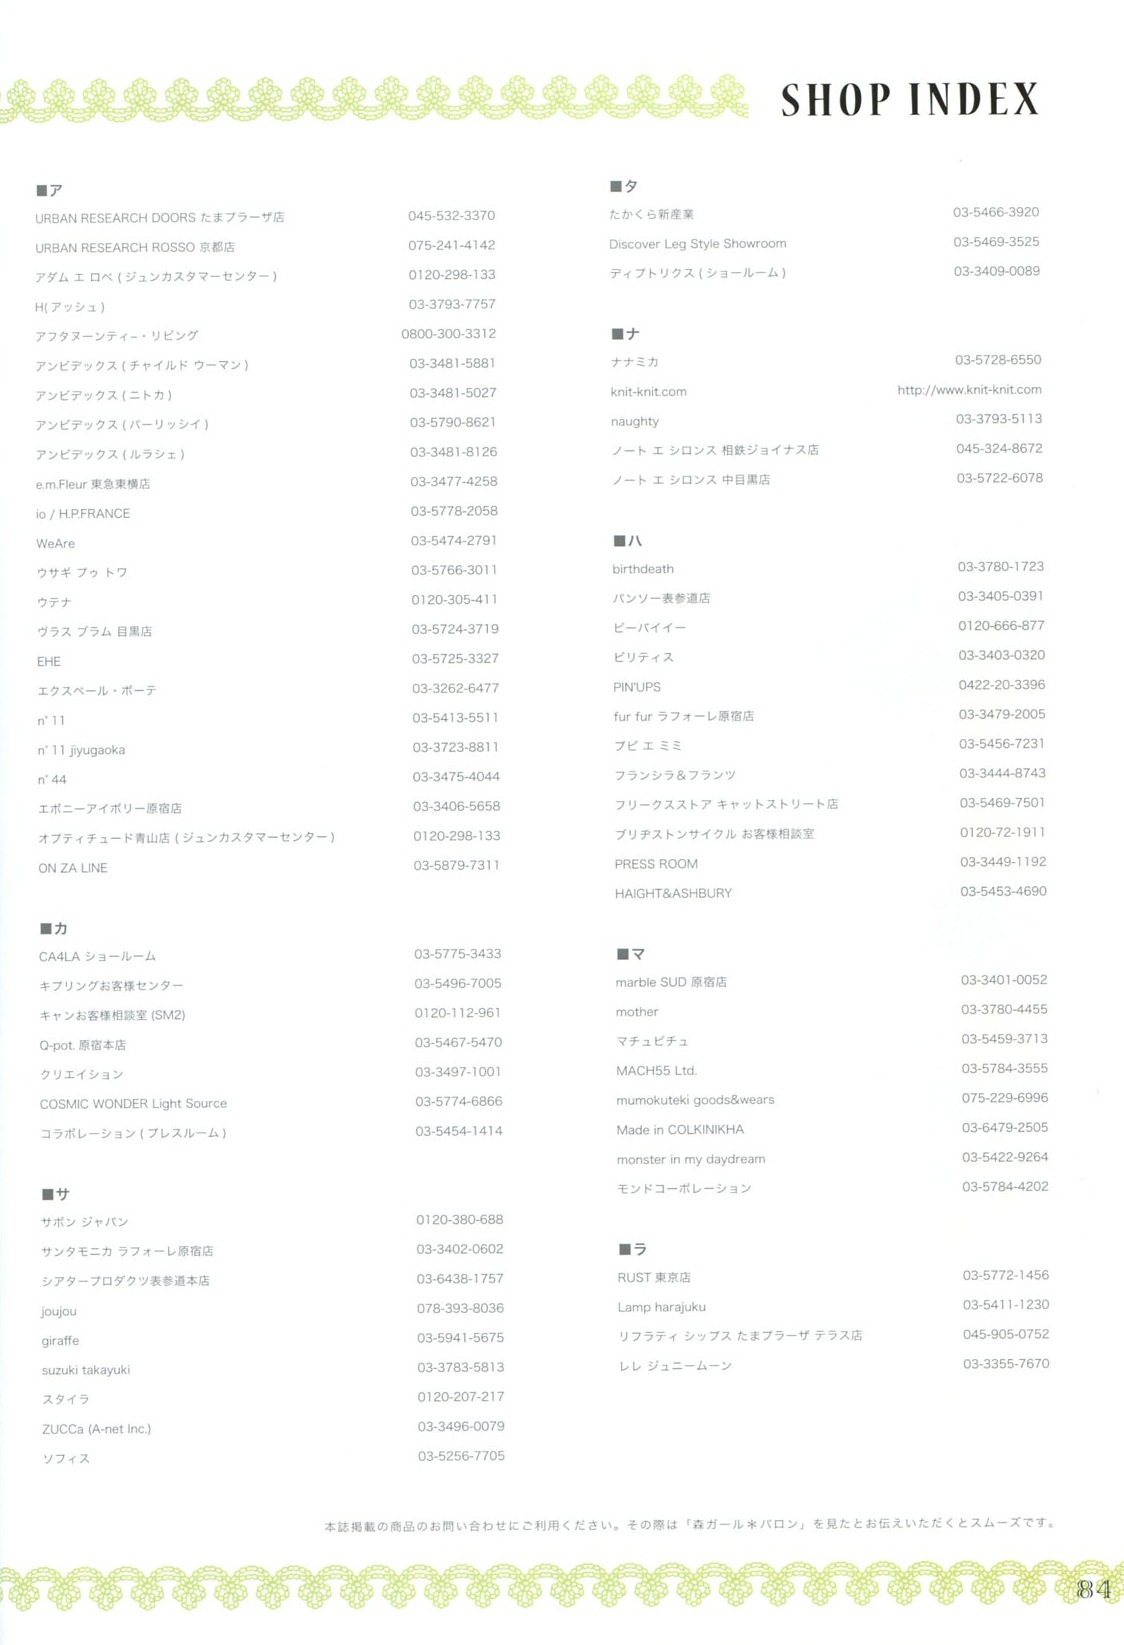 SHOP INDEX
■ア
URBAN RESEARCH DOORS たまプラーザ店 045-532-3370
URBAN RESEARCH ROSSO 京都店 075-241-4142
アダム エ ロペ ( ジュンカスタマーセンター ) 0120-298-133
H( アッシュ ) 03-3793-7757
アフタヌーンティ−・リビング 0800-300-3312
アンビデックス ( チャイルド ウーマン ) 03-3481-5881
アンビデックス ( ニトカ ) 03-3481-5027
アンビデックス ( バーリッシイ ) 03-5790-8621
アンビデックス ( ルラシェ ) 03-3481-8126
e.m.Fleur 東急東横店 03-3477-4258
io / H.P.FRANCE 03-5778-2058
WeAre 03-5474-2791
ウサギ プゥ トワ 03-5766-3011
ウテナ 0120-305-411
ヴラス ブラム 目黒店 03-5724-3719
EHE 03-5725-3327
エクスペール・ボーテ 03-3262-6477
n° 11 03-5413-5511
n° 11 jiyugaoka 03-3723-8811
n° 44 03-3475-4044
エボニーアイボリー原宿店 03-3406-5658
オプティチュード青山店 ( ジュンカスタマーセンター ) 0120-298-133
ON ZA LINE 03-5879-7311
■カ
CA4LA ショールーム 03-5775-3433
キプリングお客様センター 03-5496-7005
キャンお客様相談室 (SM2) 0120-112-961
Q-pot. 原宿本店 03-5467-5470
クリエイション 03-3497-1001
COSMIC WONDER Light Source 03-5774-6866
コラボレーション ( プレスルーム ) 03-5454-1414
■サ
サボン ジャパン 0120-380-688
サンタモニカ ラフォーレ原宿店 03-3402-0602
シアタープロダクツ表参道本店 03-6438-1757
joujou 078-393-8036
giraffe 03-5941-5675
suzuki takayuki 03-3783-5813
スタイラ 0120-207-217
ZUCCa (A-net Inc.) 03-3496-0079
ソフィス 03-5256-7705
■タ
たかくら新産業 03-5466-3920
Discover Leg Style Showroom 03-5469-3525
ディプトリクス ( ショールーム ) 03-3409-0089
■ナ
ナナミカ 03-5728-6550
knit-knit.com http://www.knit-knit.com
naughty 03-3793-5113
ノート エ シロンス 相鉄ジョイナス店 045-324-8672
ノート エ シロンス 中目黒店 03-5722-6078
■ハ
birthdeath 03-3780-1723
パンソー表参道店 03-3405-0391
ビーバイイー 0120-666-877
ビリティス 03-3403-0320
PIN'UPS 0422-20-3396
fur fur ラフォーレ原宿店 03-3479-2005
プピ エ ミミ 03-5456-7231
フランシラ&フランツ 03-3444-8743
フリークスストア キャットストリート店 03-5469-7501
ブリヂストンサイクル お客様相談室 0120-72-1911
PRESS ROOM 03-3449-1192
HAIGHT&ASHBURY 03-5453-4690
■マ
marble SUD 原宿店 03-3401-0052
mother 03-3780-4455
マチュピチュ 03-5459-3713
MACH55 Ltd. 03-5784-3555
mumokuteki goods&wears 075-229-6996
Made in COLKINIKHA 03-6479-2505
monster in my daydream 03-5422-9264
モンドコーポレーション 03-5784-4202
■ラ
RUST 東京店 03-5772-1456
Lamp harajuku 03-5411-1230
リフラティ シップス たまプラーザ テラス店 045-905-0752
レレ ジュニームーン 03-3355-7670
本誌掲載の商品のお問い合わせにご利用ください。その際は「森ガール＊パロン」を見たとお伝えいただくとスムーズです。
84